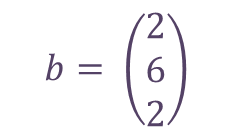 b = (2
6
2)